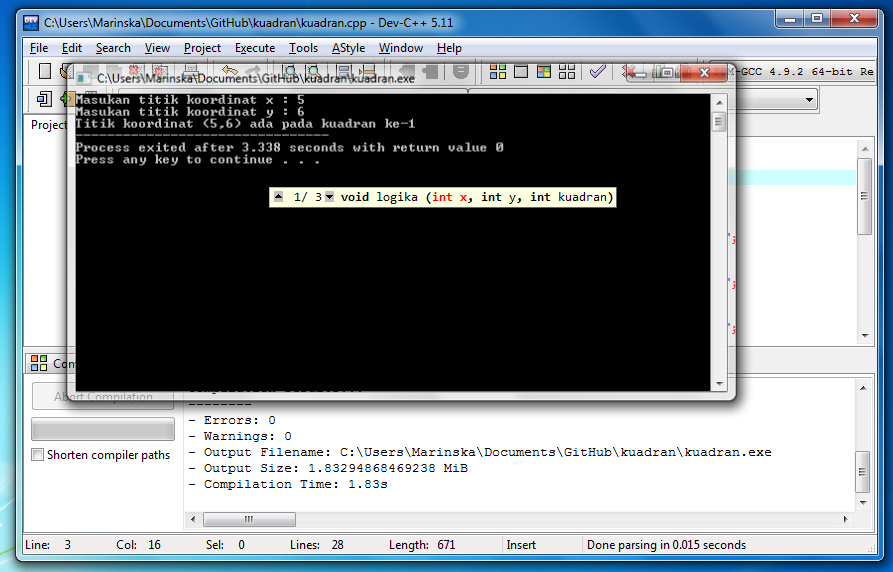 C:\Users\Marinska\Documents\GitHub\kuadran\kuadran.cpp - Dev-C++ 5.11
File Edit Search View Project Execute Tools AStyle Window Help
C:\Users\Marinska\Documents\GitHub\kuadran\kuadran.exe
M-GCC 4.9.2 64-bit Re
Project
Masukan titik koordinat x : 5
Masukan titik koordinat y : 6
Titik koordinat (5,6) ada pada kuadran ke-1
--------------------------------
Process exited after 3.338 seconds with return value 0
Press any key to continue . . .
1/ 3 void logika (int x, int y, int kuadran)
";
";
";
Com
Abort Compilation
Shorten compiler paths
--------
- Errors: 0
- Warnings: 0
- Output Filename: C:\Users\Marinska\Documents\GitHub\kuadran\kuadran.exe
- Output Size: 1.83294868469238 MiB
- Compilation Time: 1.83s
Line: 3 Col: 16 Sel: 0 Lines: 28 Length: 671 Insert Done parsing in 0.015 seconds